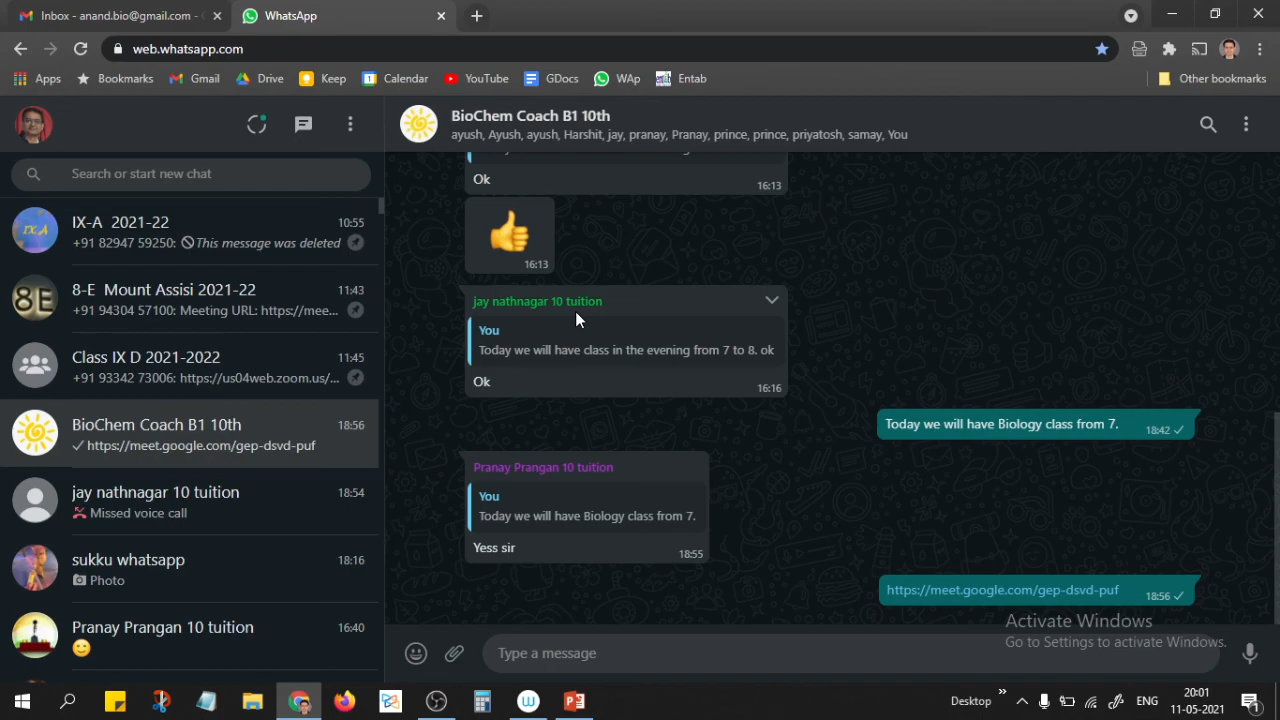 Inbox - anand.bio@gmail.com -
WhatsApp
web.whatsapp.com
Apps
Bookmarks
Gmail
Drive
Keep
Calendar
YouTube
GDocs
WAp
Entab
Other bookmarks
BioChem Coach B1 10th
ayush, Ayush, ayush, Harshit, jay, pranay, Pranay, prince, prince, priyatosh, samay, You
Search or start new chat
IX-A 2021-22
10:55
+91 82947 59250: This message was deleted
8-E Mount Assisi 2021-22
11:43
+91 94304 57100: Meeting URL: https://mee...
Class IX D 2021-2022
11:45
+91 93342 73006: https://us04web.zoom.us/...
BioChem Coach B1 10th
18:56
https://meet.google.com/gep-dsvd-puf
jay nathnagar 10 tuition
18:54
Missed voice call
sukku whatsapp
18:16
Photo
Pranay Prangan 10 tuition
16:40
Ok
16:13
16:13
jay nathnagar 10 tuition
You
Today we will have class in the evening from 7 to 8. ok
Ok
16:16
Today we will have Biology class from 7.
18:42
Pranay Prangan 10 tuition
You
Today we will have Biology class from 7.
Yess sir
18:55
https://meet.google.com/gep-dsvd-puf
18:56
Activate Windows
Go to Settings to activate Windows.
Type a message
Desktop
ENG
20:01
11-05-2021